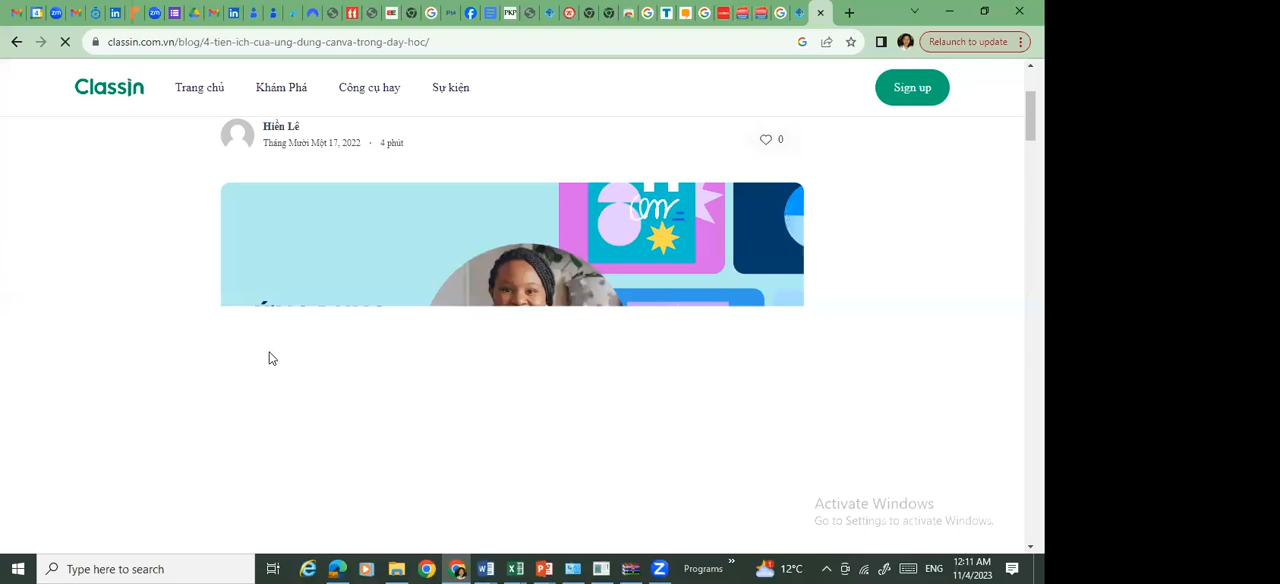 classin.com.vn/blog/4-tien-ich-cua-ung-dung-canva-trong-day-hoc/
Relaunch to update
ClassIn
Trang chủ
Khám Phá
Công cụ hay
Sự kiện
Sign up
Hiền Lê
Tháng Mười Một 17, 2022 · 4 phút
0
Activate Windows
Go to Settings to activate Windows.
Type here to search
Programs
12°C
ENG
12:11 AM
11/4/2023